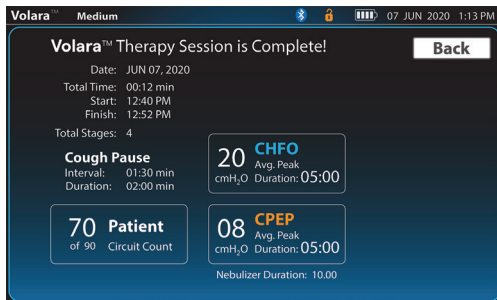 Volara™ Medium 07 JUN 2020 1:13 PM
Volara™ Therapy Session is Complete!
Back
Date: JUN 07, 2020
Total Time: 00:12 min
Start: 12:40 PM
Finish: 12:52 PM
Total Stages: 4
Cough Pause
Interval: 01:30 min
Duration: 02:00 min
70 Patient
of 90 Circuit Count
20 CHFO
Avg. Peak
cmH₂O Duration: 05:00
08 CPEP
Avg. Peak
cmH₂O Duration: 05:00
Nebulizer Duration: 10.00